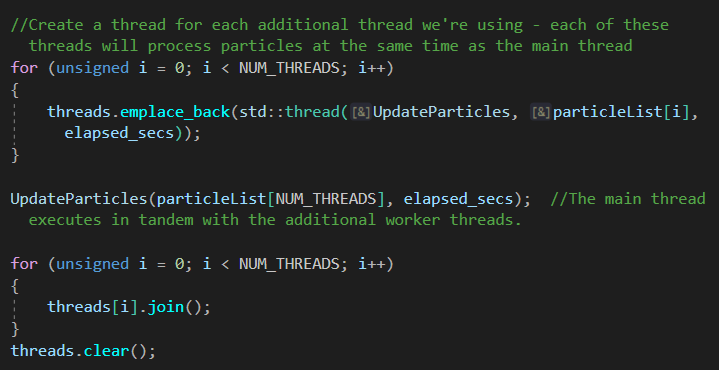 //Create a thread for each additional thread we're using - each of these
threads will process particles at the same time as the main thread
for (unsigned i = 0; i < NUM_THREADS; i++)
{
threads.emplace_back(std::thread([&]UpdateParticles, [&]particleList[i],
elapsed_secs));
}
UpdateParticles(particleList[NUM_THREADS], elapsed_secs);  //The main thread
executes in tandem with the additional worker threads.
for (unsigned i = 0; i < NUM_THREADS; i++)
{
threads[i].join();
}
threads.clear();